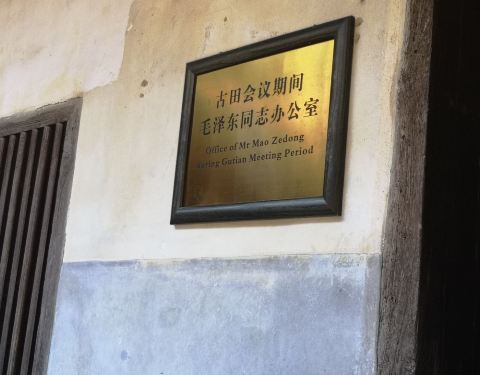 古田会议期间
毛泽东同志办公室
Office of Mr Mao Zedong
during Gutian Meeting Period